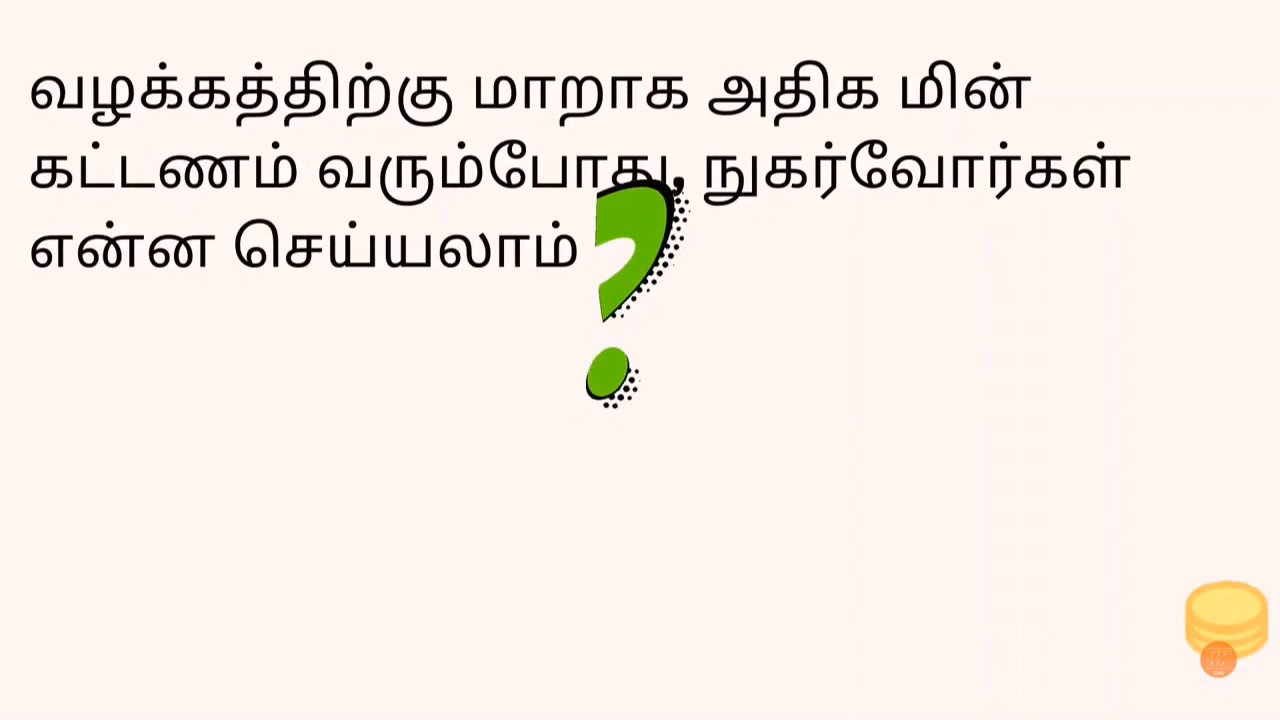 வழக்கத்திற்கு மாறாக அதிக மின்
கட்டணம் வரும்போது, நுகர்வோர்கள்
என்ன செய்யலாம் ?